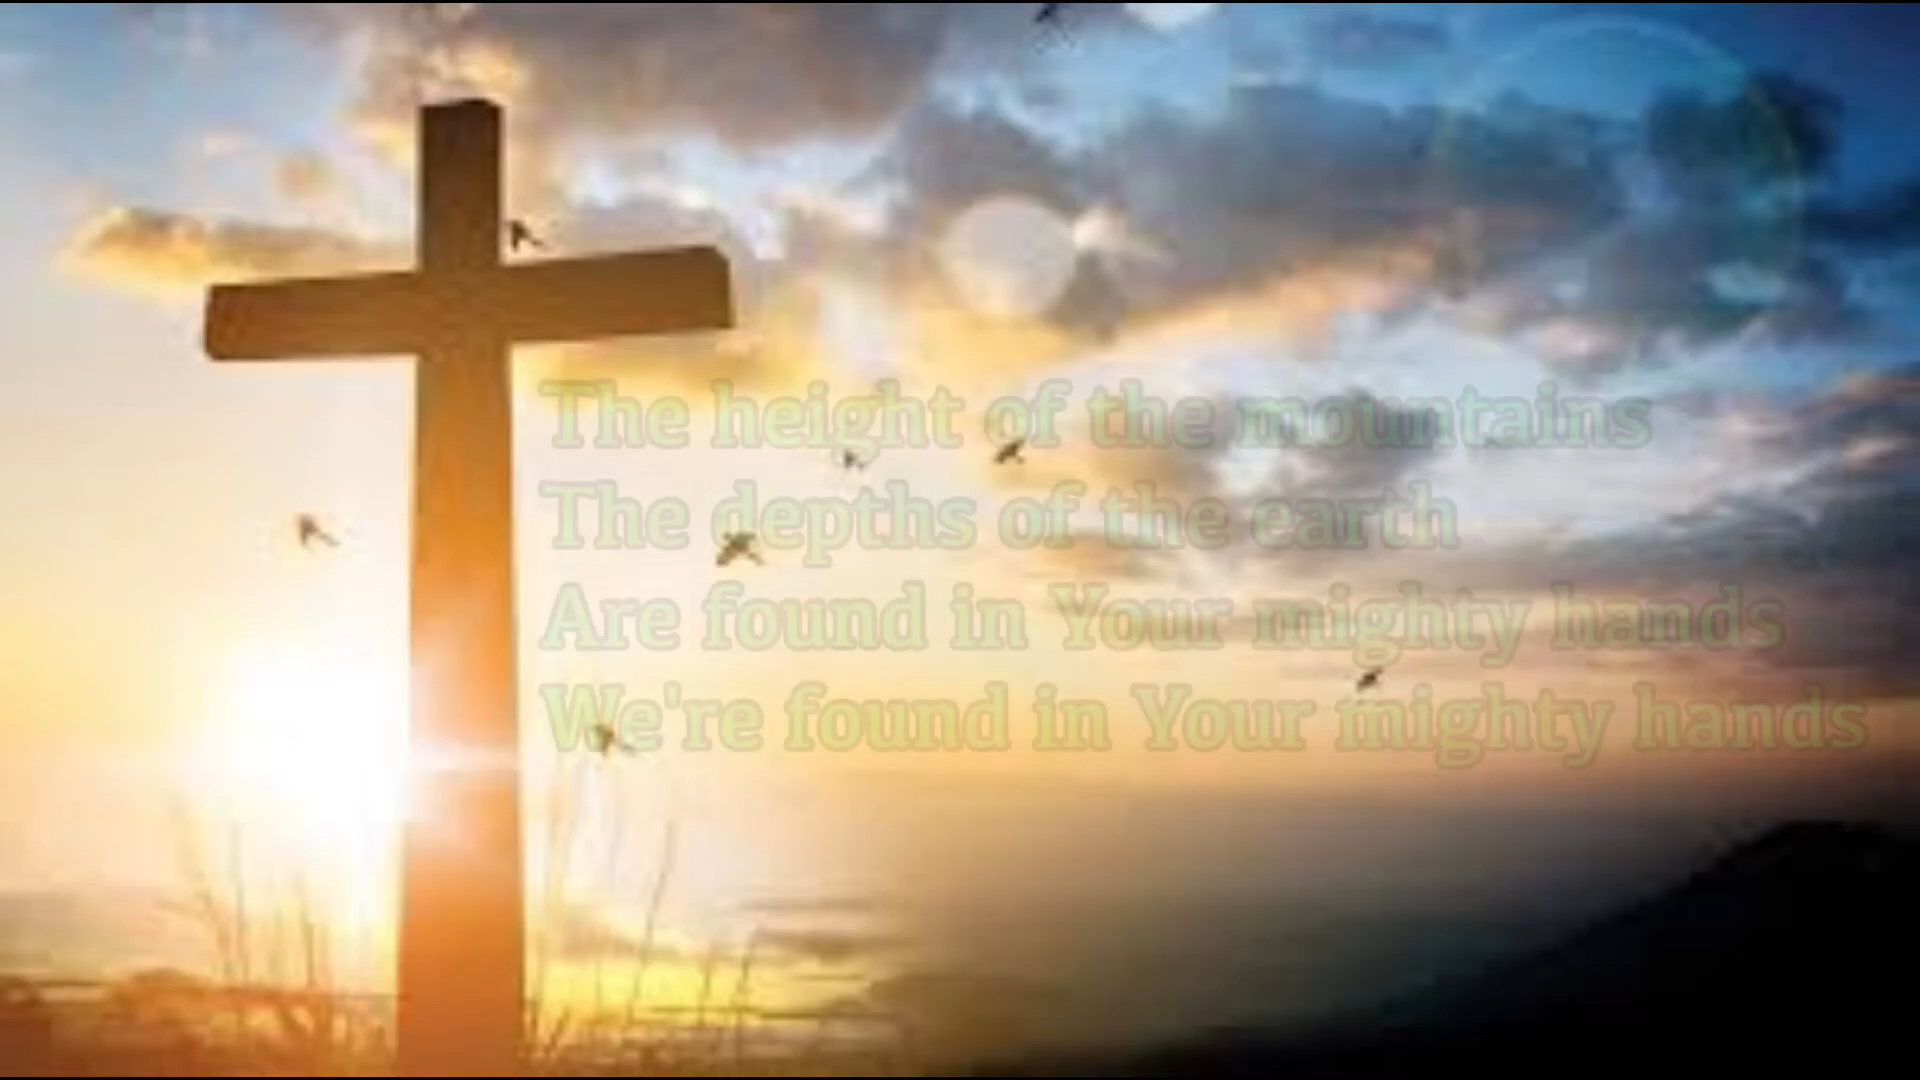 The height of the mountains
The depths of the earth
Are found in Your mighty hands
We're found in Your mighty hands